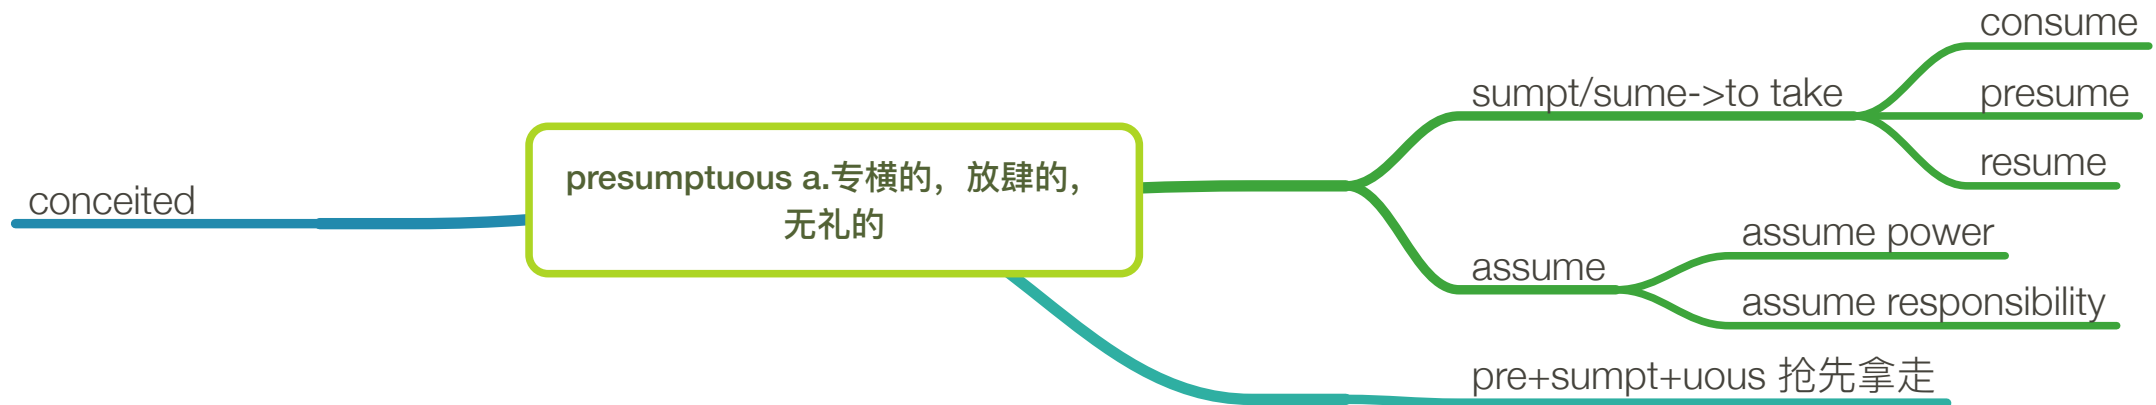 presumptuous a.专横的，放肆的，
无礼的
sumpt/sume->to take
consume
presume
resume
assume
assume power
assume responsibility
pre+sumpt+uous 抢先拿走
conceited